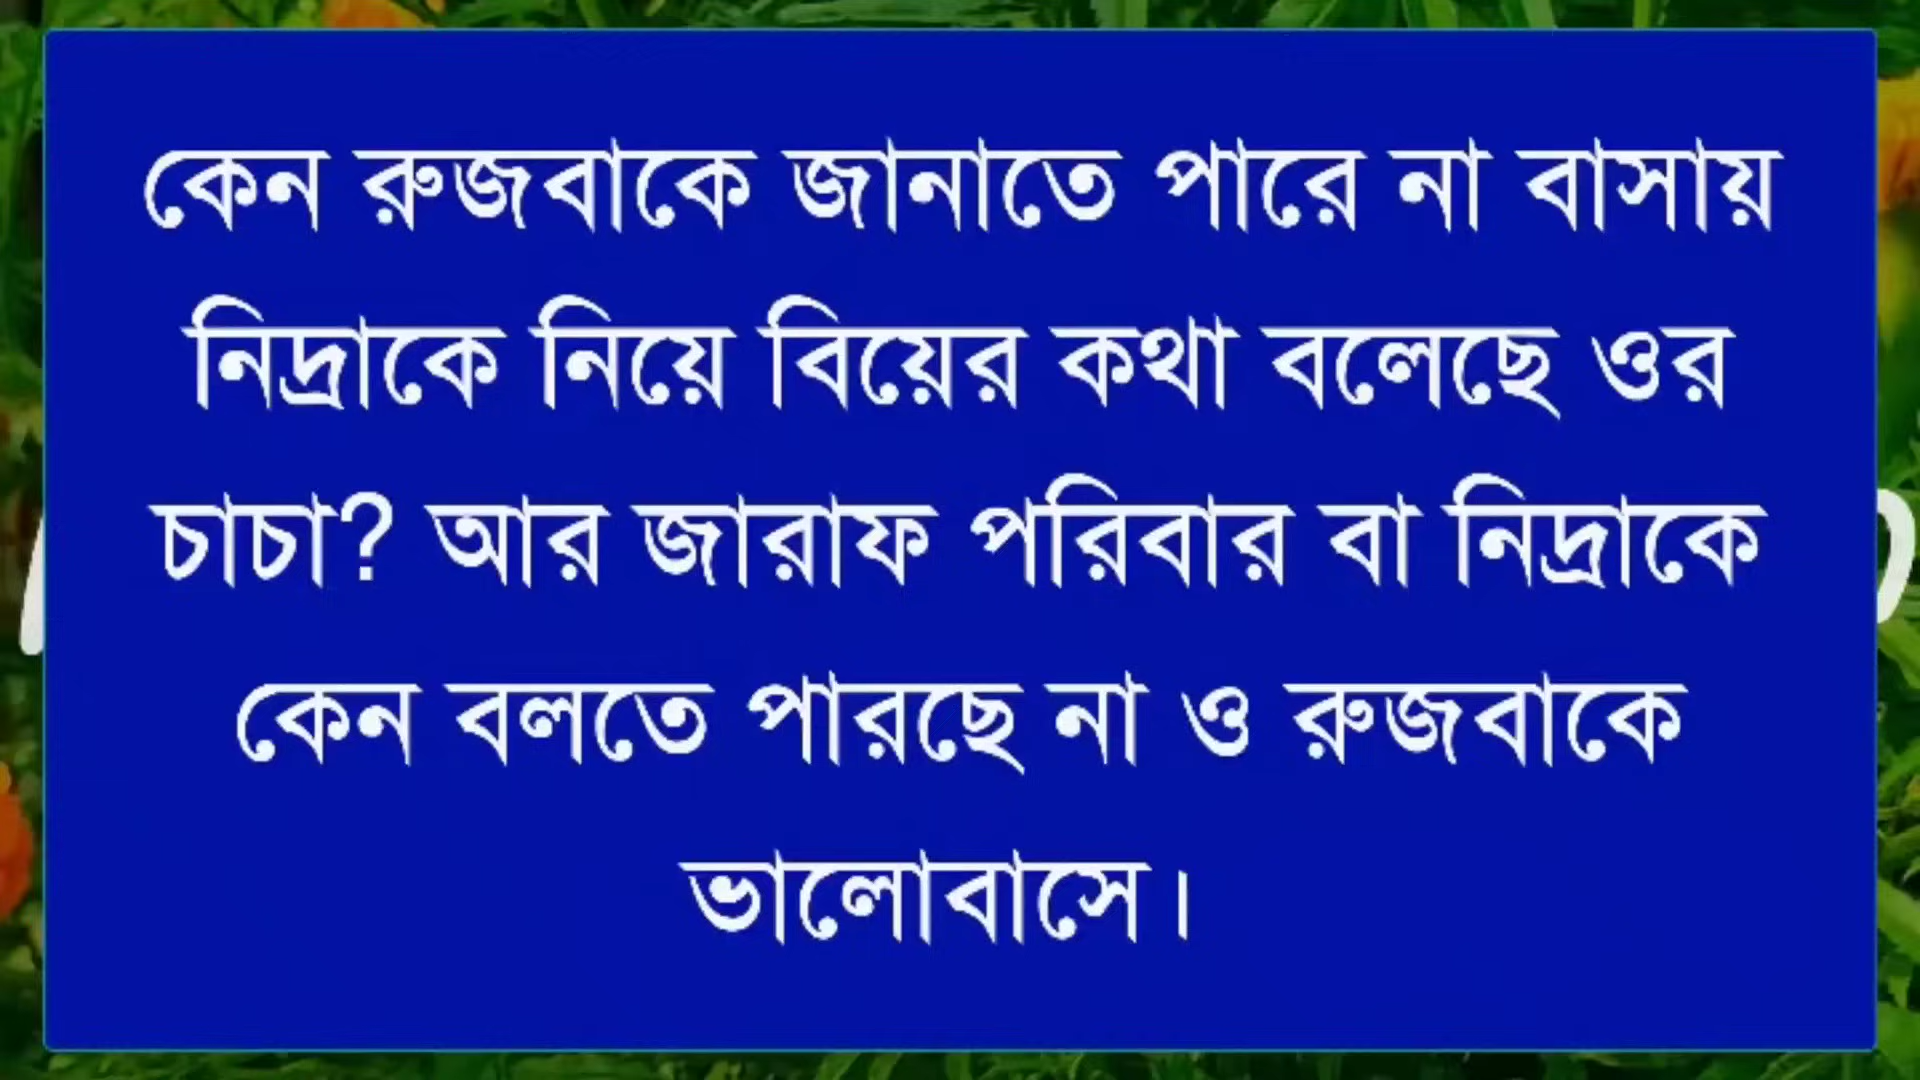 কেন রুজবাকে জানাতে পারে না বাসায়
নিদ্রাকে নিয়ে বিয়ের কথা বলেছে ওর
চাচা? আর জারাফ পরিবার বা নিদ্রাকে
কেন বলতে পারছে না ও রুজবাকে
ভালোবাসে।